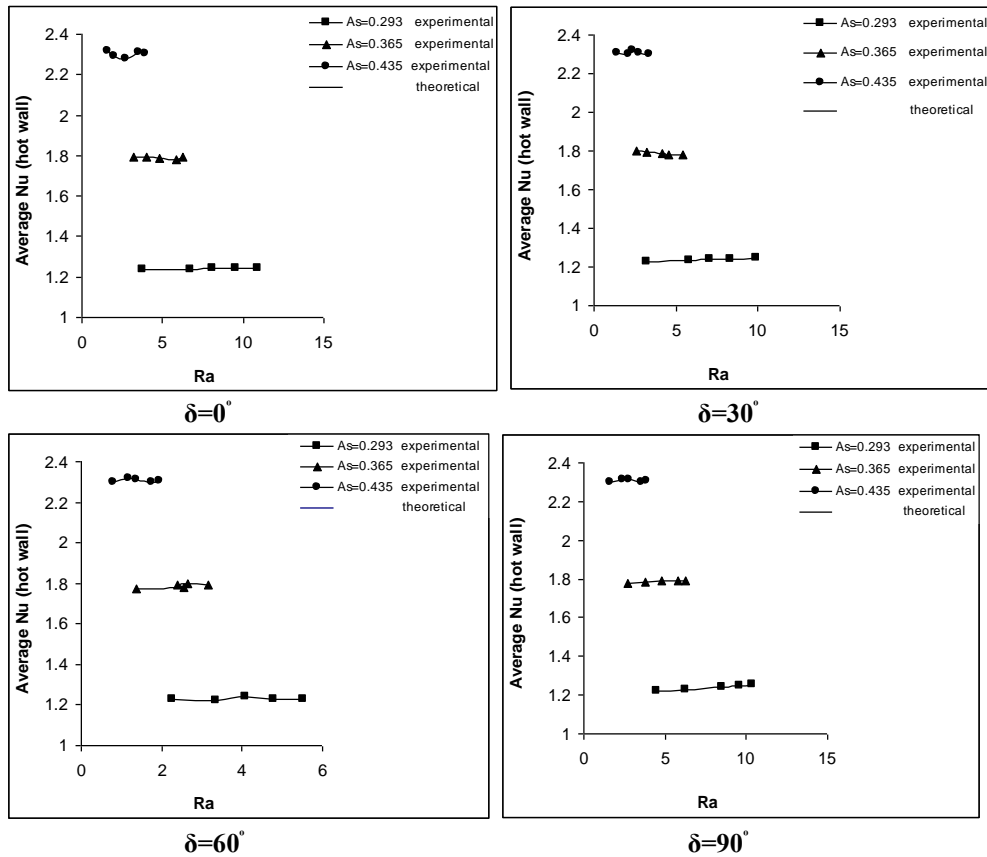 As=0.293 experimental
As=0.365 experimental
As=0.435 experimental
theoretical
Average Nu (hot wall)
2.4
2.2
2
1.8
1.6
1.4
1.2
1
0
5
10
15
Ra
δ=0°
As=0.293 experimental
As=0.365 experimental
As=0.435 experimental
theoretical
Average Nu (hot wall)
2.4
2.2
2
1.8
1.6
1.4
1.2
1
0
5
10
15
Ra
δ=30°
As=0.293 experimental
As=0.365 experimental
As=0.435 experimental
theoretical
Average Nu (hot wall)
2.4
2.2
2
1.8
1.6
1.4
1.2
1
0
2
4
6
Ra
δ=60°
As=0.293 experimental
As=0.365 experimental
As=0.435 experimental
theoretical
Average Nu (hot wall)
2.4
2.2
2
1.8
1.6
1.4
1.2
1
0
5
10
15
Ra
δ=90°